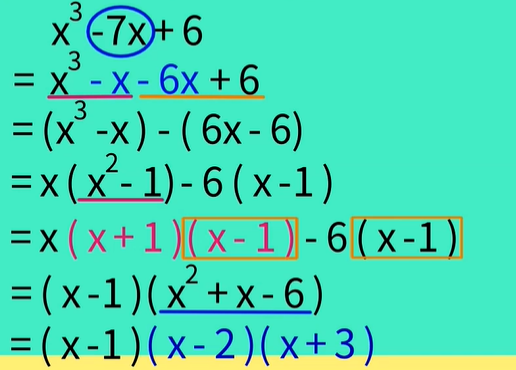 x³ -7x + 6
= x³ - x - 6x + 6
= (x³ - x) - (6x - 6)
= x(x² - 1) - 6(x - 1)
= x(x + 1)(x - 1) - 6(x - 1)
= (x - 1)(x² + x - 6)
= (x - 1)(x - 2)(x + 3)